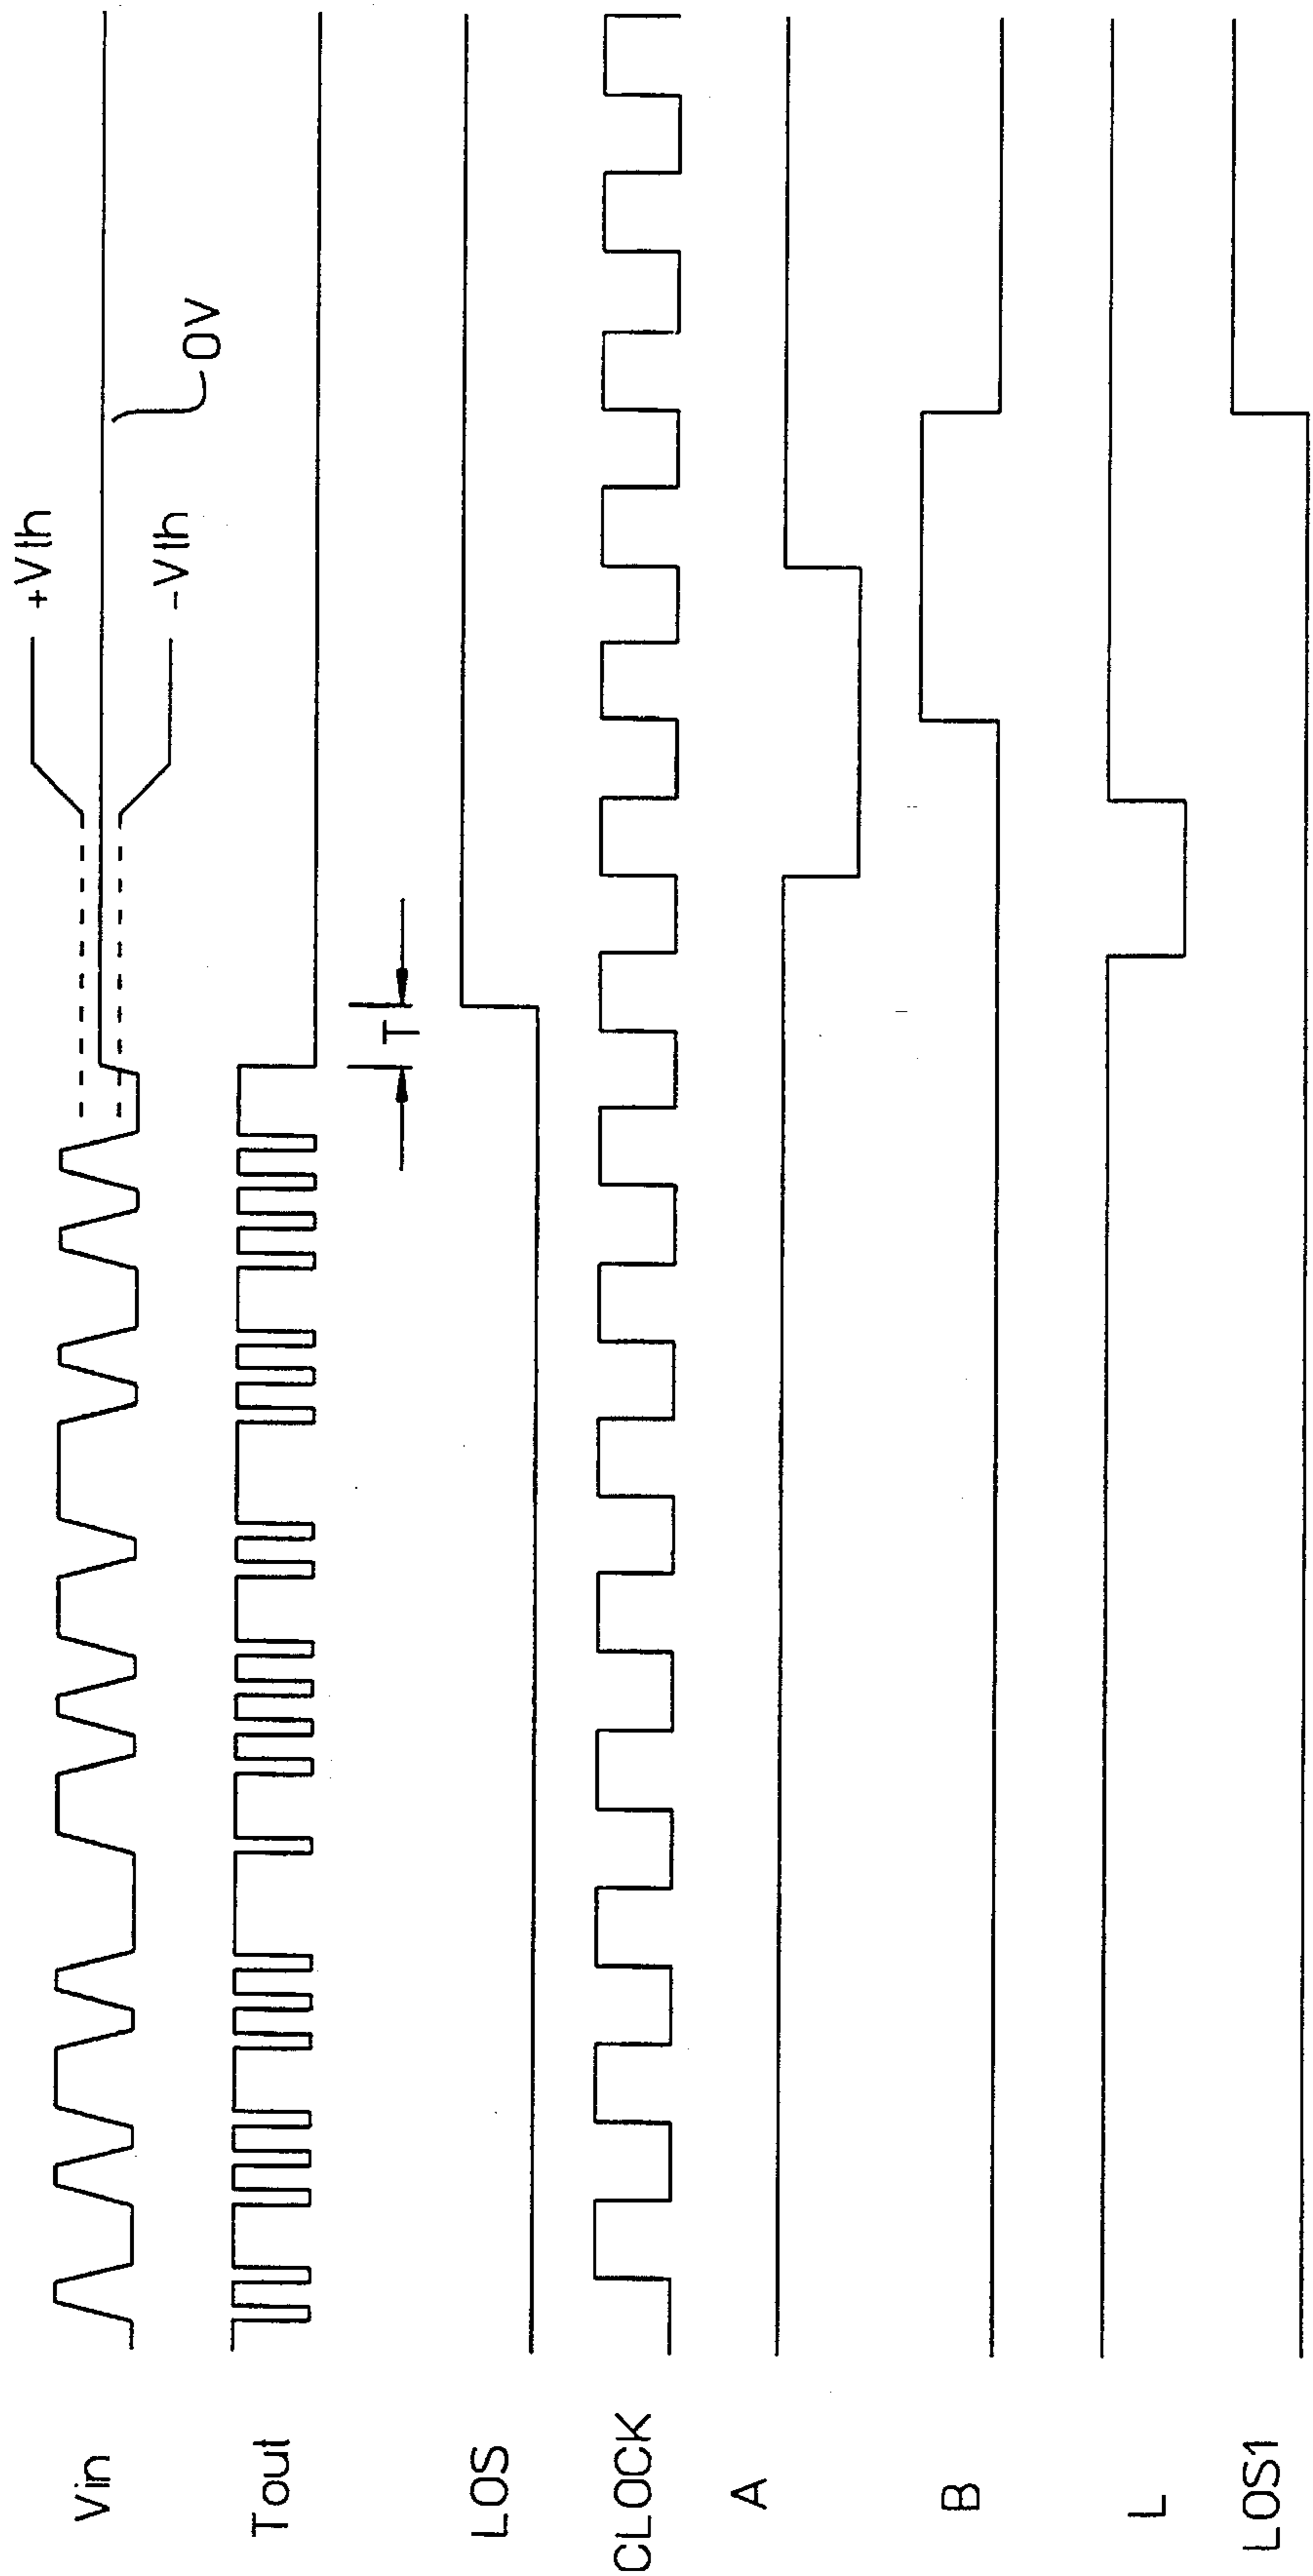 Vin
+Vth
-Vth
0V
Tout
T
LOS
CLOCK
A
B
L
LOS1